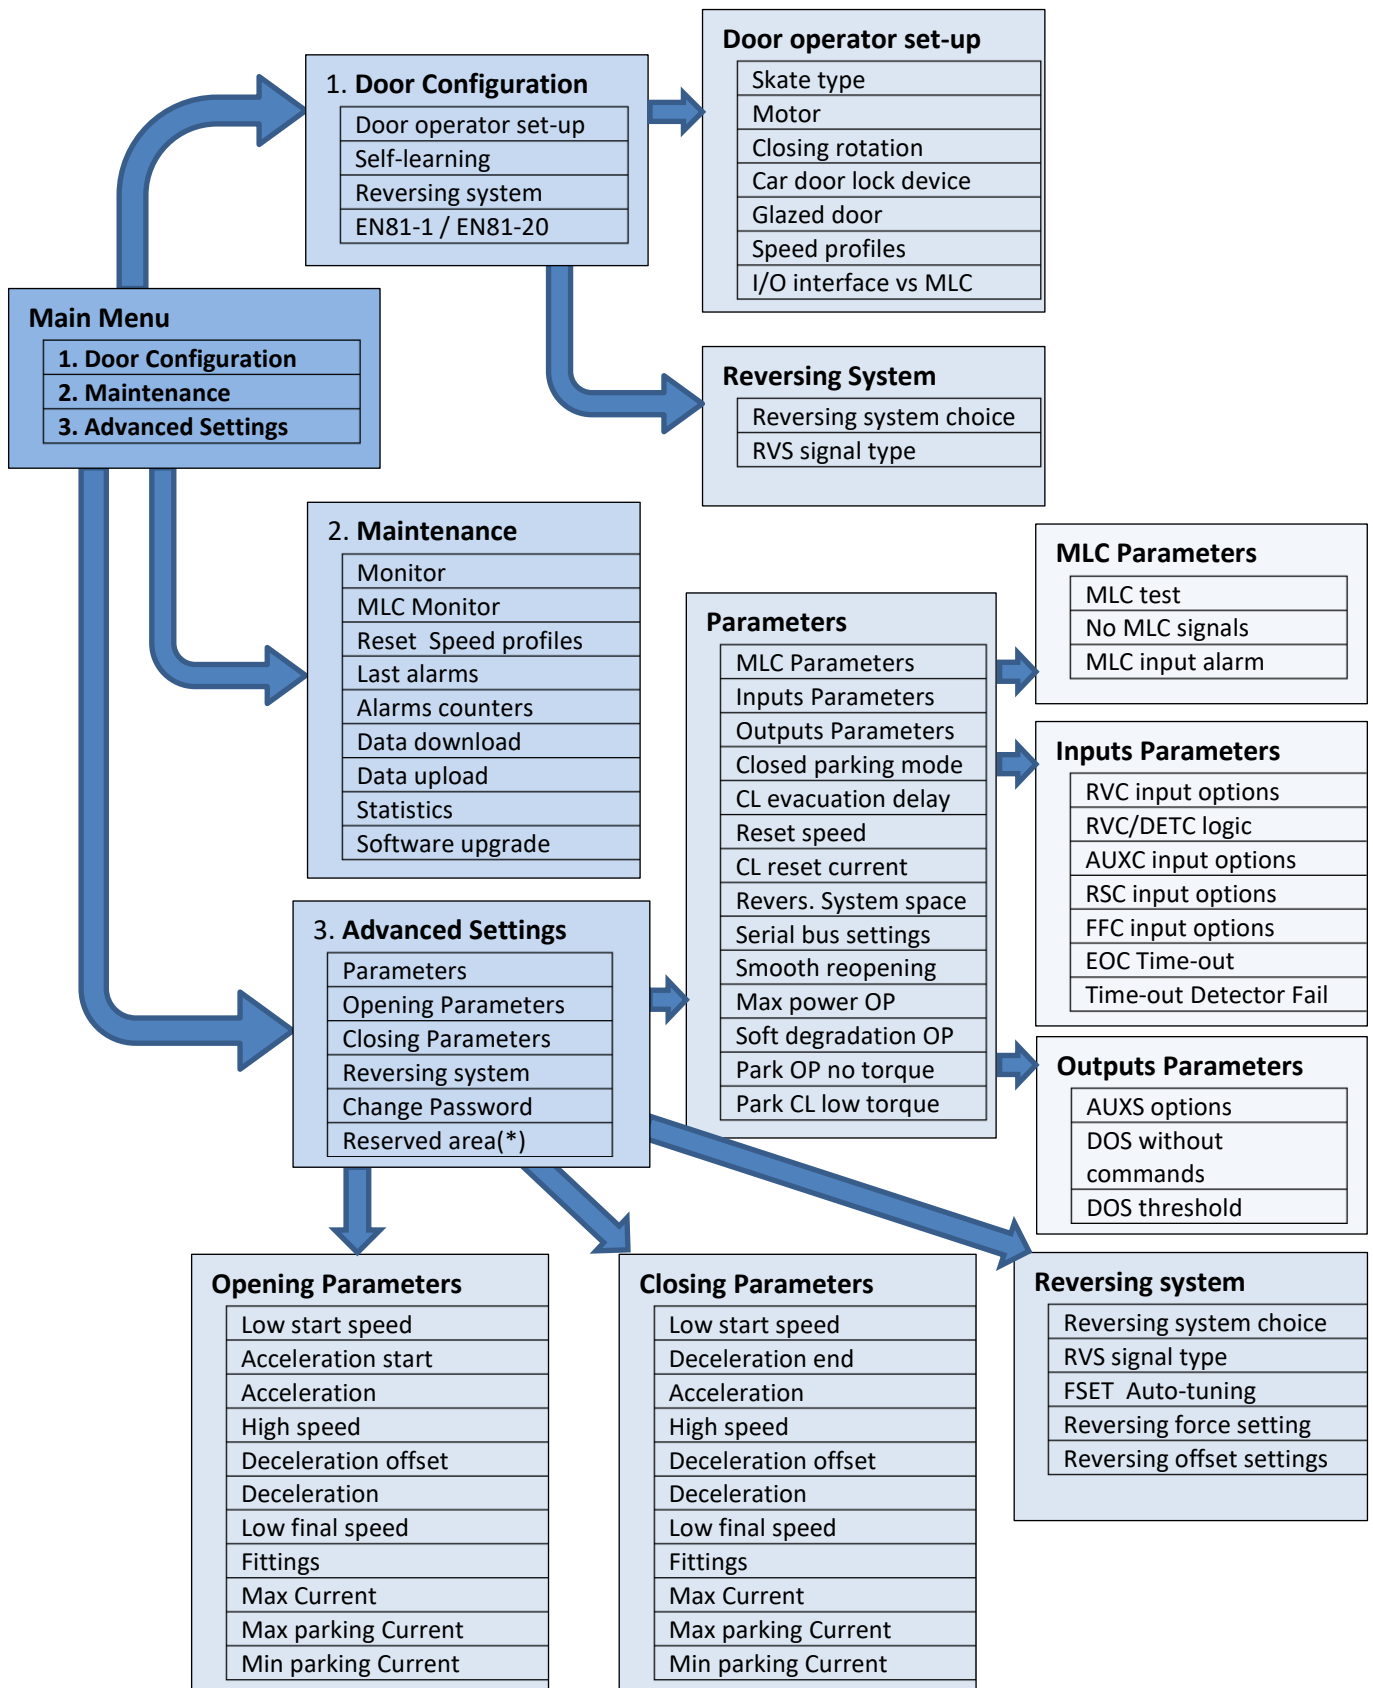 Main Menu
1. Door Configuration
2. Maintenance
3. Advanced Settings
1. Door Configuration
Door operator set-up
Self-learning
Reversing system
EN81-1 / EN81-20
Door operator set-up
Skate type
Motor
Closing rotation
Car door lock device
Glazed door
Speed profiles
I/O interface vs MLC
Reversing System
Reversing system choice
RVS signal type
2. Maintenance
Monitor
MLC Monitor
Reset  Speed profiles
Last alarms
Alarms counters
Data download
Data upload
Statistics
Software upgrade
3. Advanced Settings
Parameters
Opening Parameters
Closing Parameters
Reversing system
Change Password
Reserved area(*)
Parameters
MLC Parameters
Inputs Parameters
Outputs Parameters
Closed parking mode
CL evacuation delay
Reset speed
CL reset current
Revers. System space
Serial bus settings
Smooth reopening
Max power OP
Soft degradation OP
Park OP no torque
Park CL low torque
MLC Parameters
MLC test
No MLC signals
MLC input alarm
Inputs Parameters
RVC input options
RVC/DETC logic
AUXC input options
RSC input options
FFC input options
EOC Time-out
Time-out Detector Fail
Outputs Parameters
AUXS options
DOS without
commands
DOS threshold
Opening Parameters
Low start speed
Acceleration start
Acceleration
High speed
Deceleration offset
Deceleration
Low final speed
Fittings
Max Current
Max parking Current
Min parking Current
Closing Parameters
Low start speed
Deceleration end
Acceleration
High speed
Deceleration offset
Deceleration
Low final speed
Fittings
Max Current
Max parking Current
Min parking Current
Reversing system
Reversing system choice
RVS signal type
FSET  Auto-tuning
Reversing force setting
Reversing offset settings